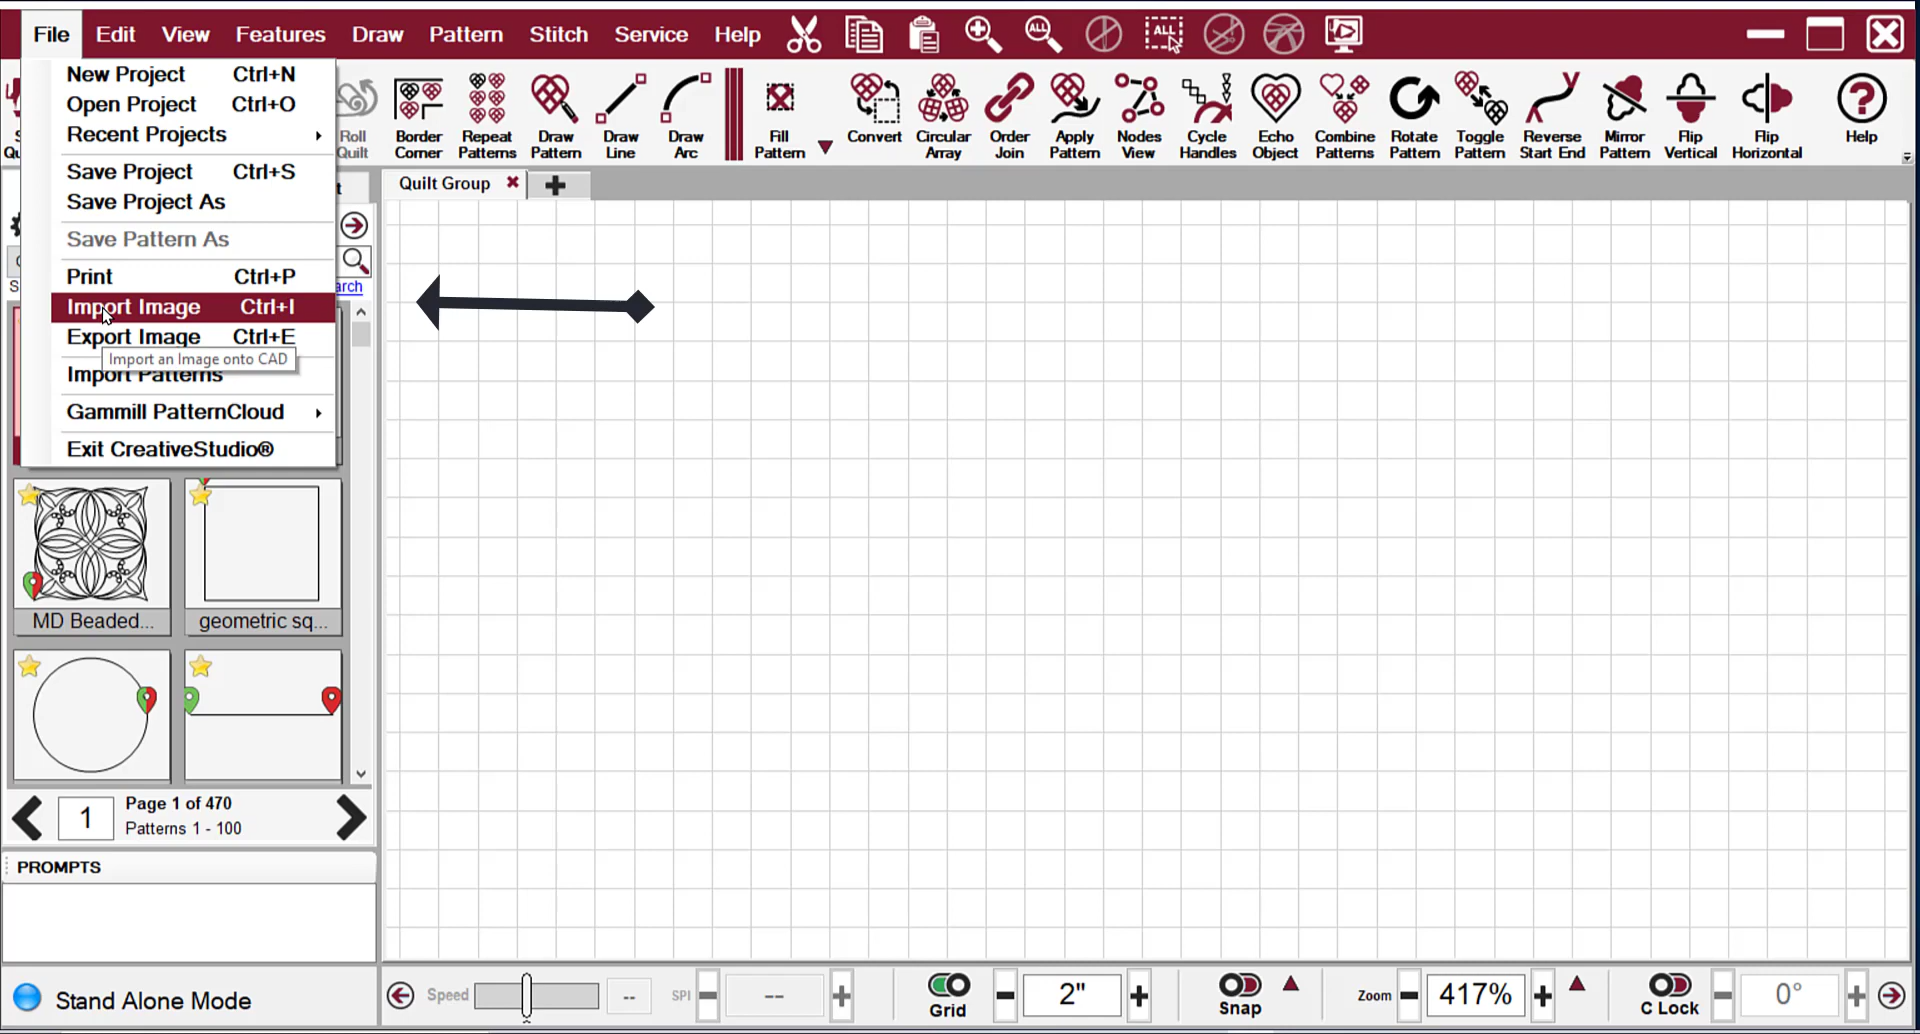 File Edit View Features Draw Pattern Stitch Service Help
New Project Ctrl+N
Open Project Ctrl+O
Recent Projects
Save Project Ctrl+S
Save Project As
Save Pattern As
Print Ctrl+P
Import Image Ctrl+I
Export Image Ctrl+E
Import an Image onto CAD
Import Patterns
Gammill PatternCloud
Exit CreativeStudio®
ALL
ALL
Roll Quilt
Border Corner
Repeat Patterns
Draw Pattern
Draw Line
Draw Arc
Fill Pattern
Convert
Circular Array
Order Join
Apply Pattern
Nodes View
Cycle Handles
Echo Object
Combine Patterns
Rotate Pattern
Toggle Pattern
Reverse Start End
Mirror Pattern
Flip Vertical
Flip Horizontal
Help
Quilt Group
MD Beaded...
geometric sq...
1
Page 1 of 470
Patterns 1 - 100
PROMPTS
Stand Alone Mode
Speed -- SPI -- Grid 2" Snap Zoom 417% C Lock 0°